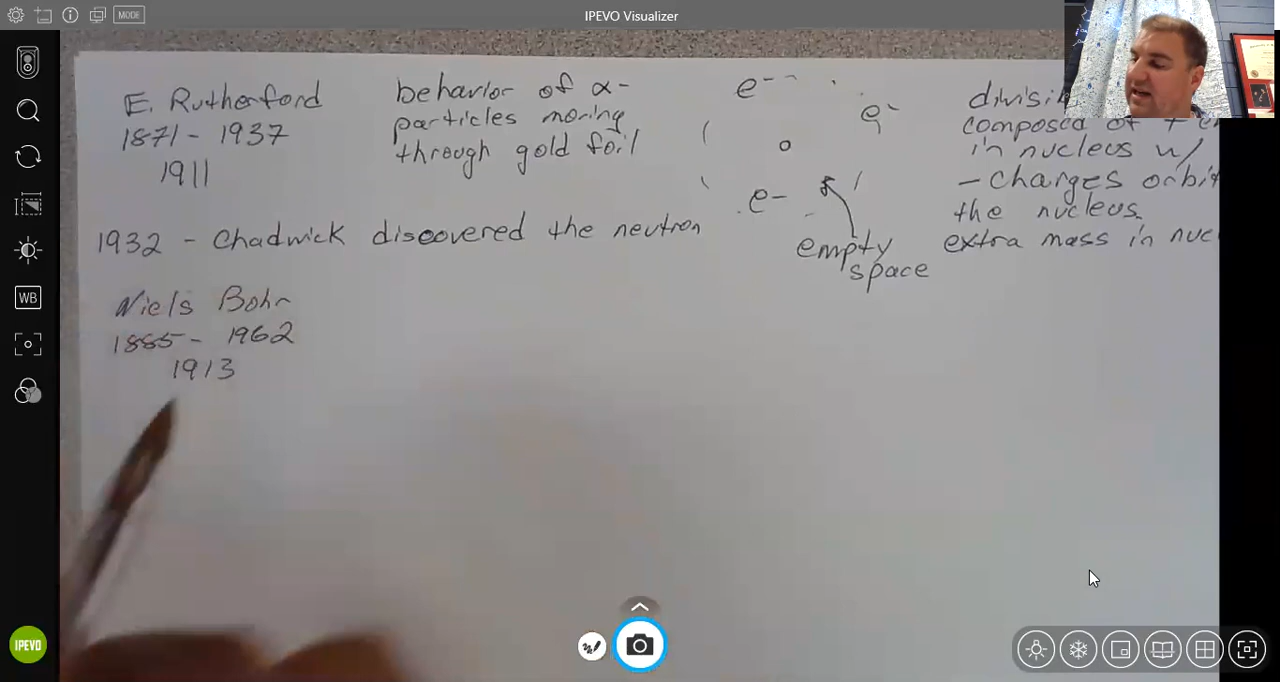 IPEVO Visualizer
MODE
WB
IPEVO
E. Rutherford
1871 - 1937
1911
behavior of α-
particles moving
through gold foil
e-
e-
e-
empty
space
composed of +
in nucleus w/
- charges orbit
the nucleus.
extra mass in
1932 - Chadwick discovered the neutron
Niels Bohr
1885 - 1962
1913